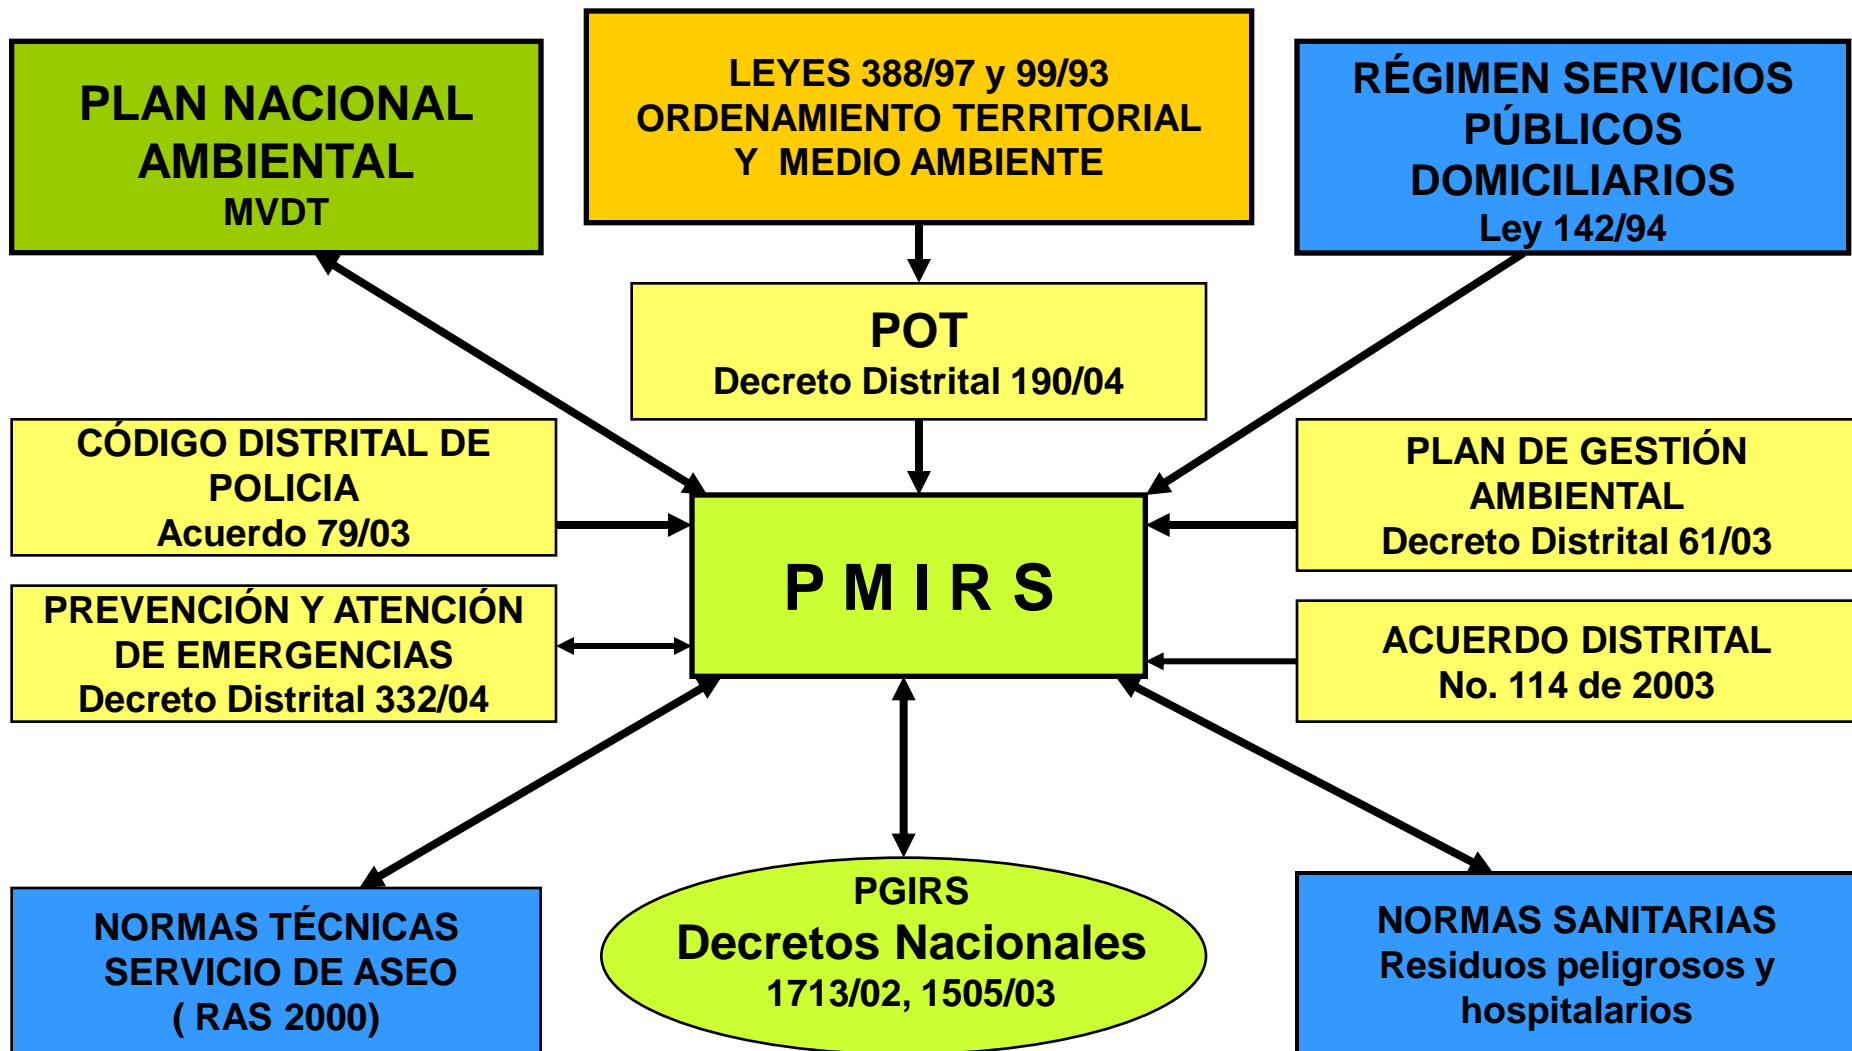 PLAN NACIONAL
AMBIENTAL
MVDT
LEYES 388/97 y 99/93
ORDENAMIENTO TERRITORIAL
Y MEDIO AMBIENTE
RÉGIMEN SERVICIOS
PÚBLICOS
DOMICILIARIOS
Ley 142/94
POT
Decreto Distrital 190/04
CÓDIGO DISTRITAL DE
POLICIA
Acuerdo 79/03
PLAN DE GESTIÓN
AMBIENTAL
Decreto Distrital 61/03
P M I R S
PREVENCIÓN Y ATENCIÓN
DE EMERGENCIAS
Decreto Distrital 332/04
ACUERDO DISTRITAL
No. 114 de 2003
NORMAS TÉCNICAS
SERVICIO DE ASEO
( RAS 2000)
PGIRS
Decretos Nacionales
1713/02, 1505/03
NORMAS SANITARIAS
Residuos peligrosos y
hospitalarios